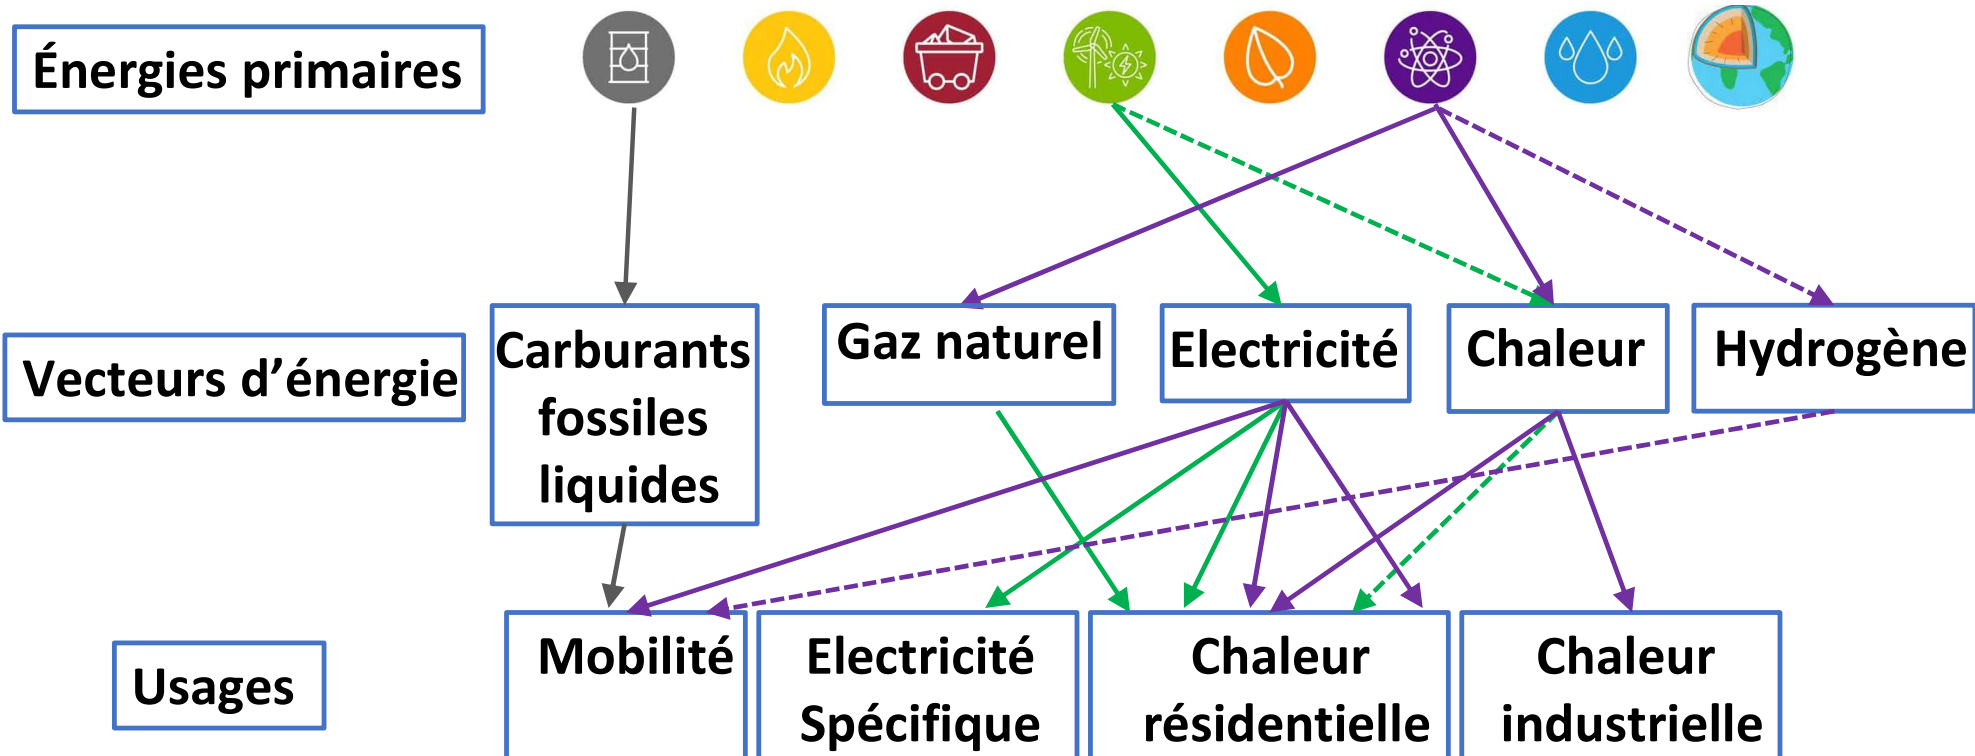 Énergies primaires
Vecteurs d’énergie
Carburants
fossiles
liquides
Gaz naturel
Electricité
Chaleur
Hydrogène
Usages
Mobilité
Electricité
Spécifique
Chaleur
résidentielle
Chaleur
industrielle